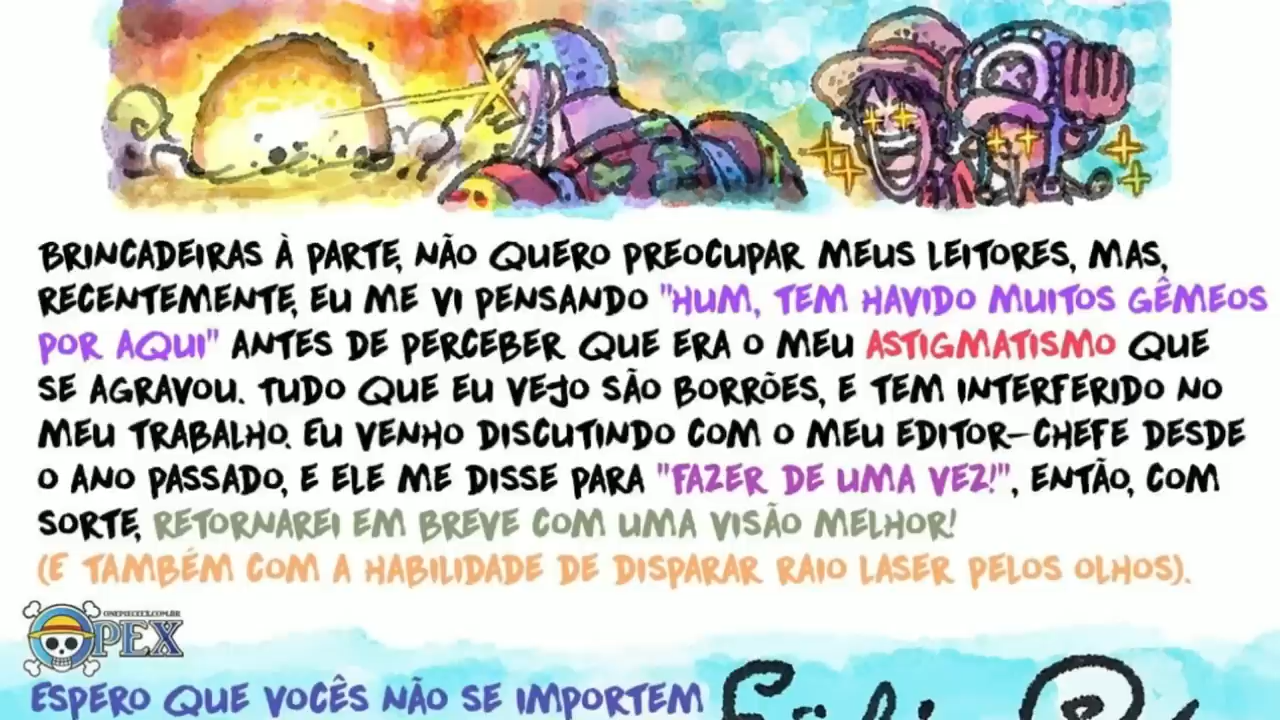 BRINCADEIRAS À PARTE, NÃO QUERO PREOCUPAR MEUS LEITORES, MAS,
RECENTEMENTE, EU ME VI PENSANDO "HUM, TEM HAVIDO MUITOS GÊMEOS
POR AQUI" ANTES DE PERCEBER QUE ERA O MEU ASTIGMATISMO QUE
SE AGRAVOU. TUDO QUE EU VEJO SÃO BORRÕES, E TEM INTERFERIDO NO
MEU TRABALHO. EU VENHO DISCUTINDO COM O MEU EDITOR-CHEFE DESDE
O ANO PASSADO, E ELE ME DISSE PARA "FAZER DE UMA VEZ!", ENTÃO, COM
SORTE, RETORNAREI EM BREVE COM UMA VISÃO MELHOR!
(E TAMBÉM COM A HABILIDADE DE DISPARAR RAIO LASER PELOS OLHOS).
ONEPIECEEX.COM.BR
OPEX
ESPERO QUE VOCÊS NÃO SE IMPORTEM